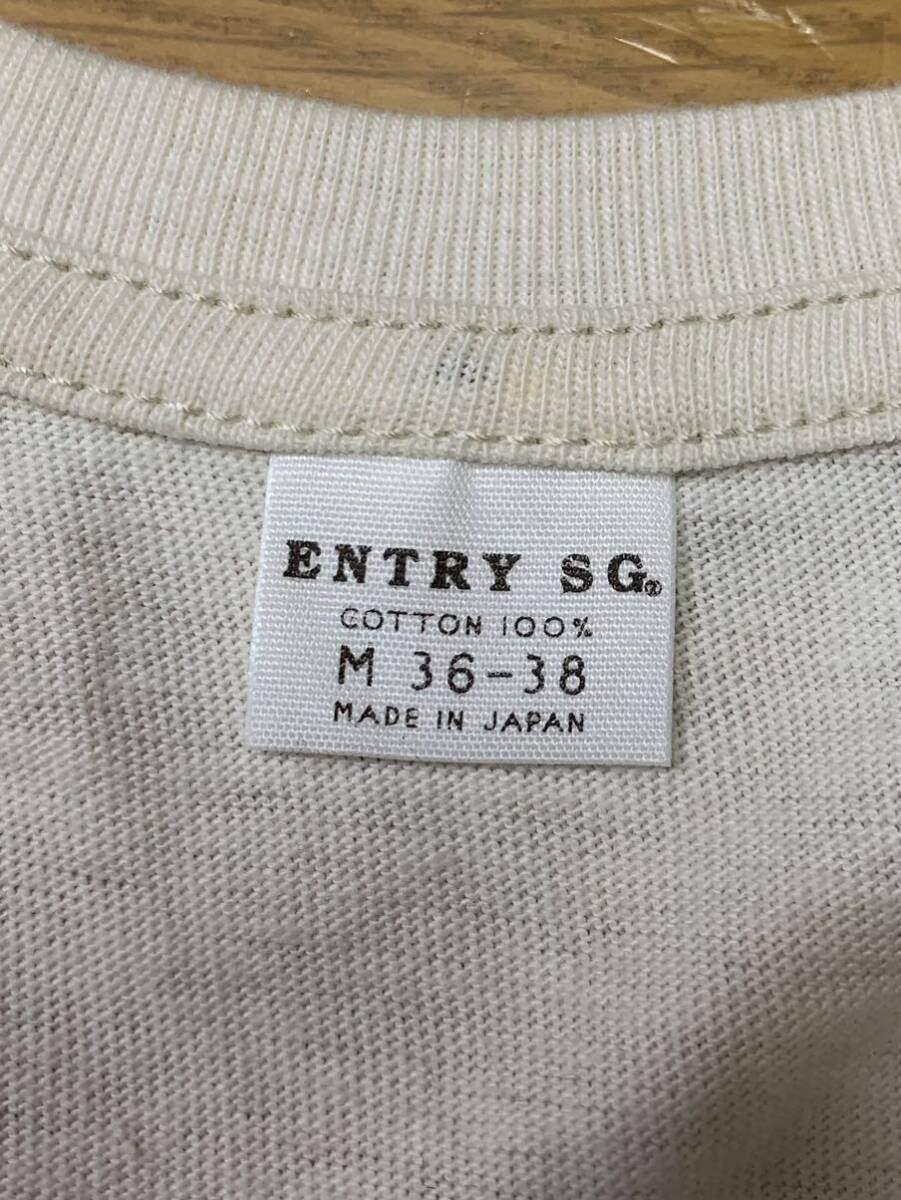 ENTRY SG®
COTTON 100%
M 36-38
MADE IN JAPAN